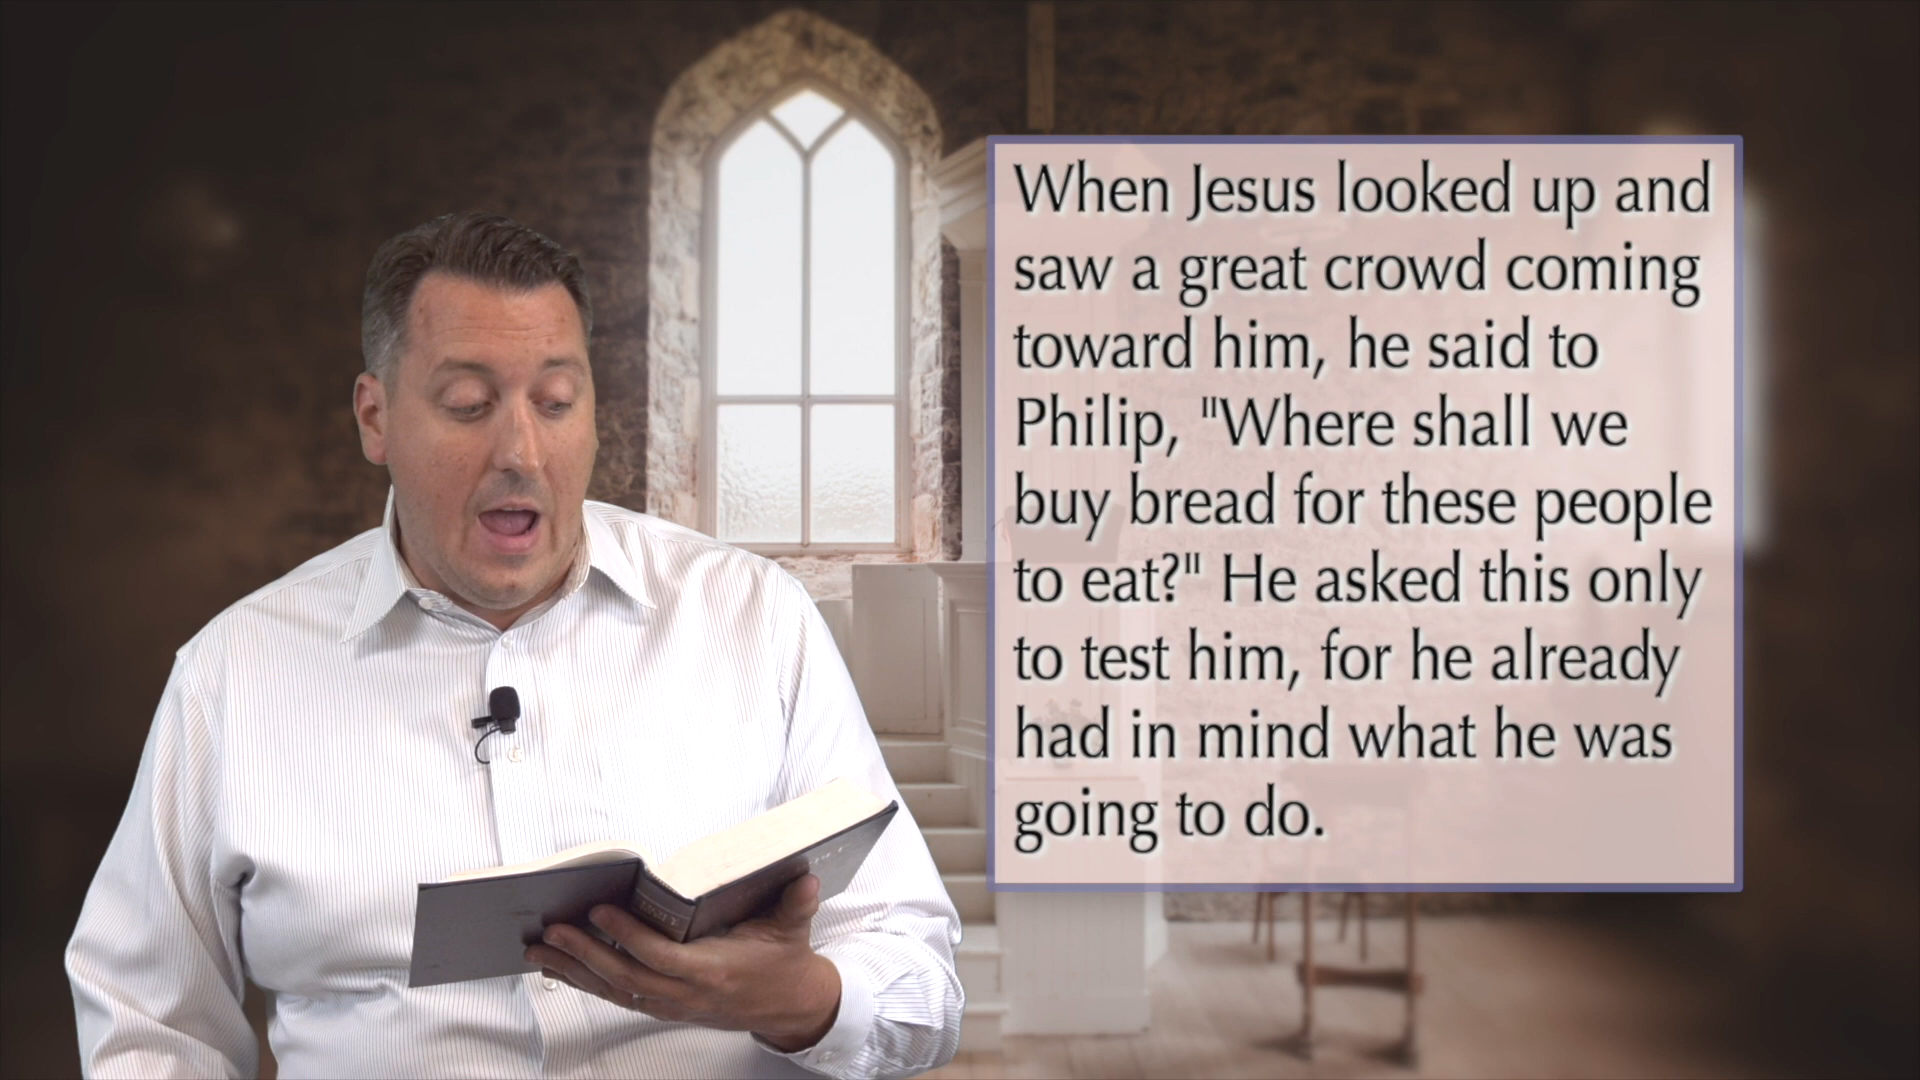 When Jesus looked up and
saw a great crowd coming
toward him, he said to
Philip, "Where shall we
buy bread for these people
to eat?" He asked this only
to test him, for he already
had in mind what he was
going to do.